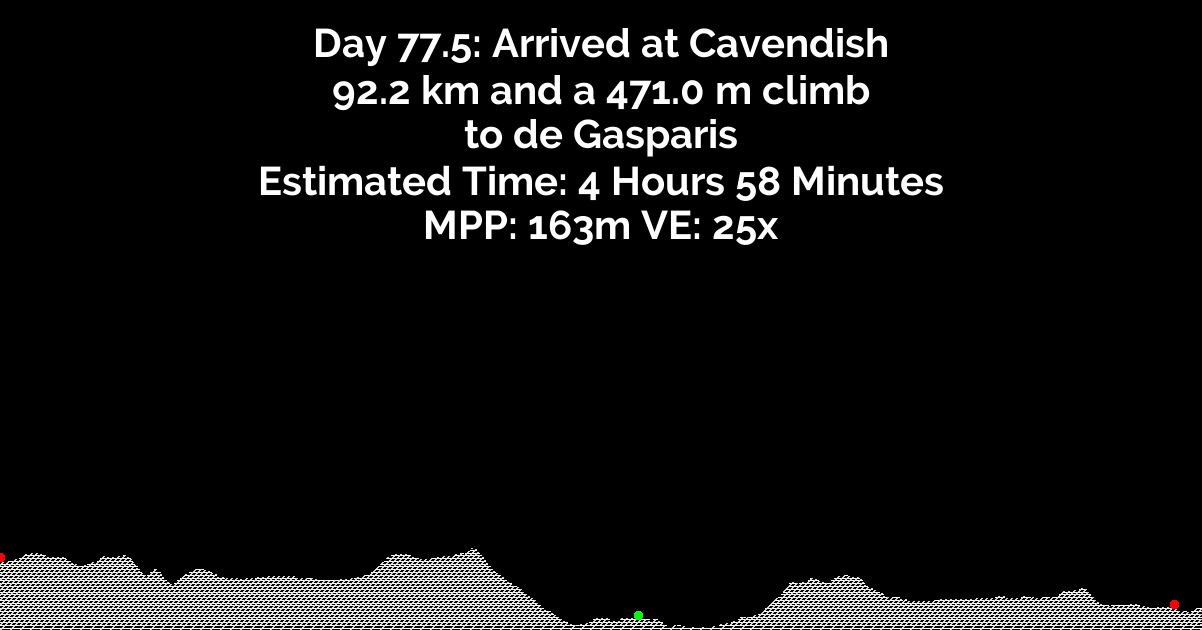 Day 77.5: Arrived at Cavendish
92.2 km and a 471.0 m climb
to de Gasparis
Estimated Time: 4 Hours 58 Minutes
MPP: 163m VE: 25x